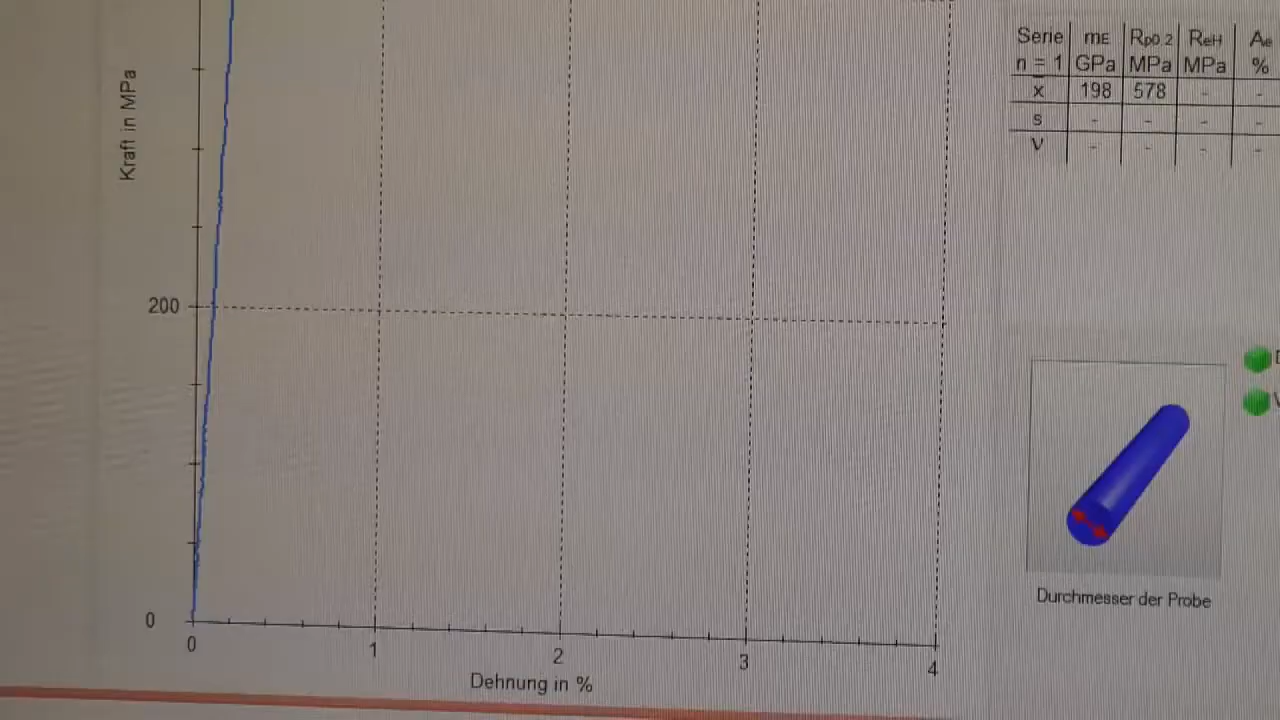 Kraft in MPa
200
0
0 1 2 3 4
Dehnung in %
Serie mE Rp0.2 ReH Ae
n = 1 GPa MPa MPa %
x 198 578 - -
s - - - -
ν - - - -
Durchmesser der Probe